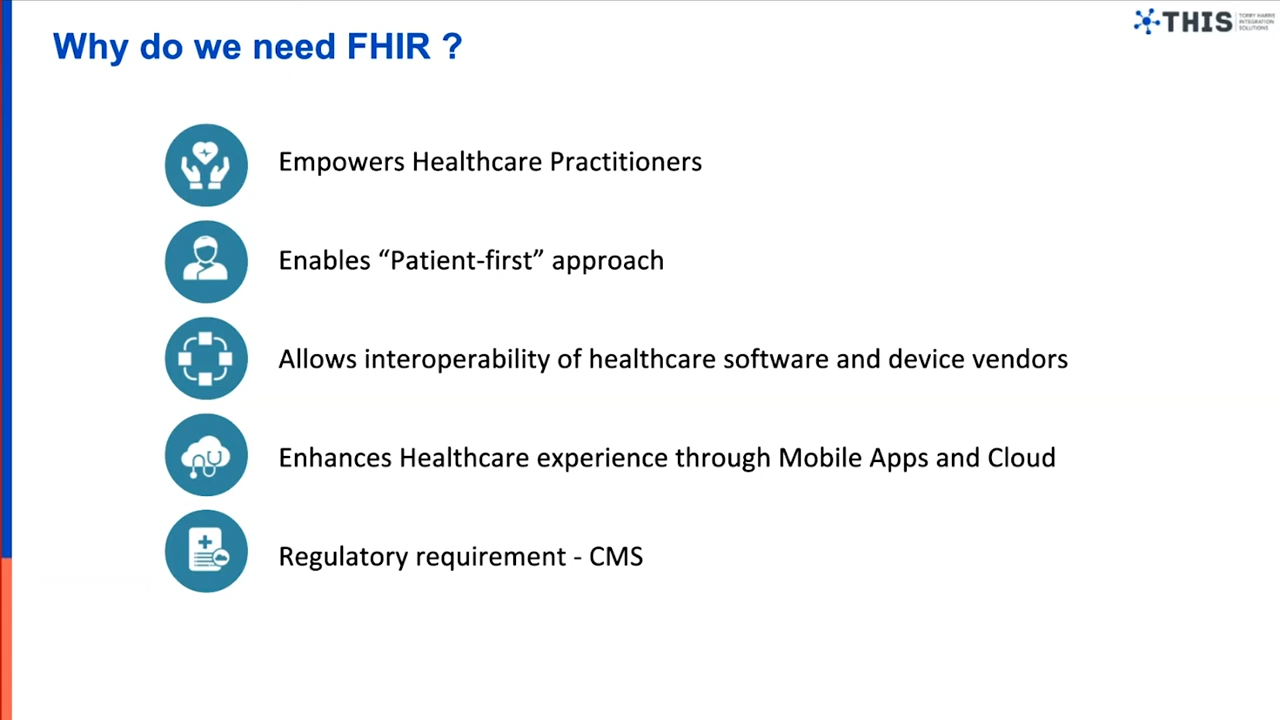 Why do we need FHIR ?
THIS
TORRY HARRIS
INTEGRATION
SOLUTIONS
Empowers Healthcare Practitioners
Enables “Patient-first” approach
Allows interoperability of healthcare software and device vendors
Enhances Healthcare experience through Mobile Apps and Cloud
Regulatory requirement - CMS